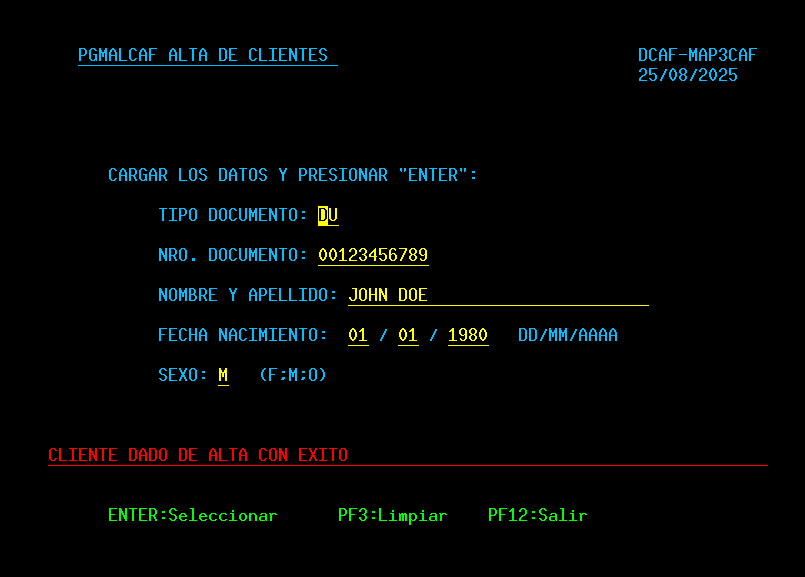 PGMALCAF ALTA DE CLIENTES DCAF-MAP3CAF
25/08/2025
CARGAR LOS DATOS Y PRESIONAR "ENTER":
TIPO DOCUMENTO: DU
NRO. DOCUMENTO: 00123456789
NOMBRE Y APELLIDO: JOHN DOE
FECHA NACIMIENTO: 01 / 01 / 1980 DD/MM/AAAA
SEXO: M (F;M;O)
CLIENTE DADO DE ALTA CON EXITO
ENTER:Seleccionar PF3:Limpiar PF12:Salir